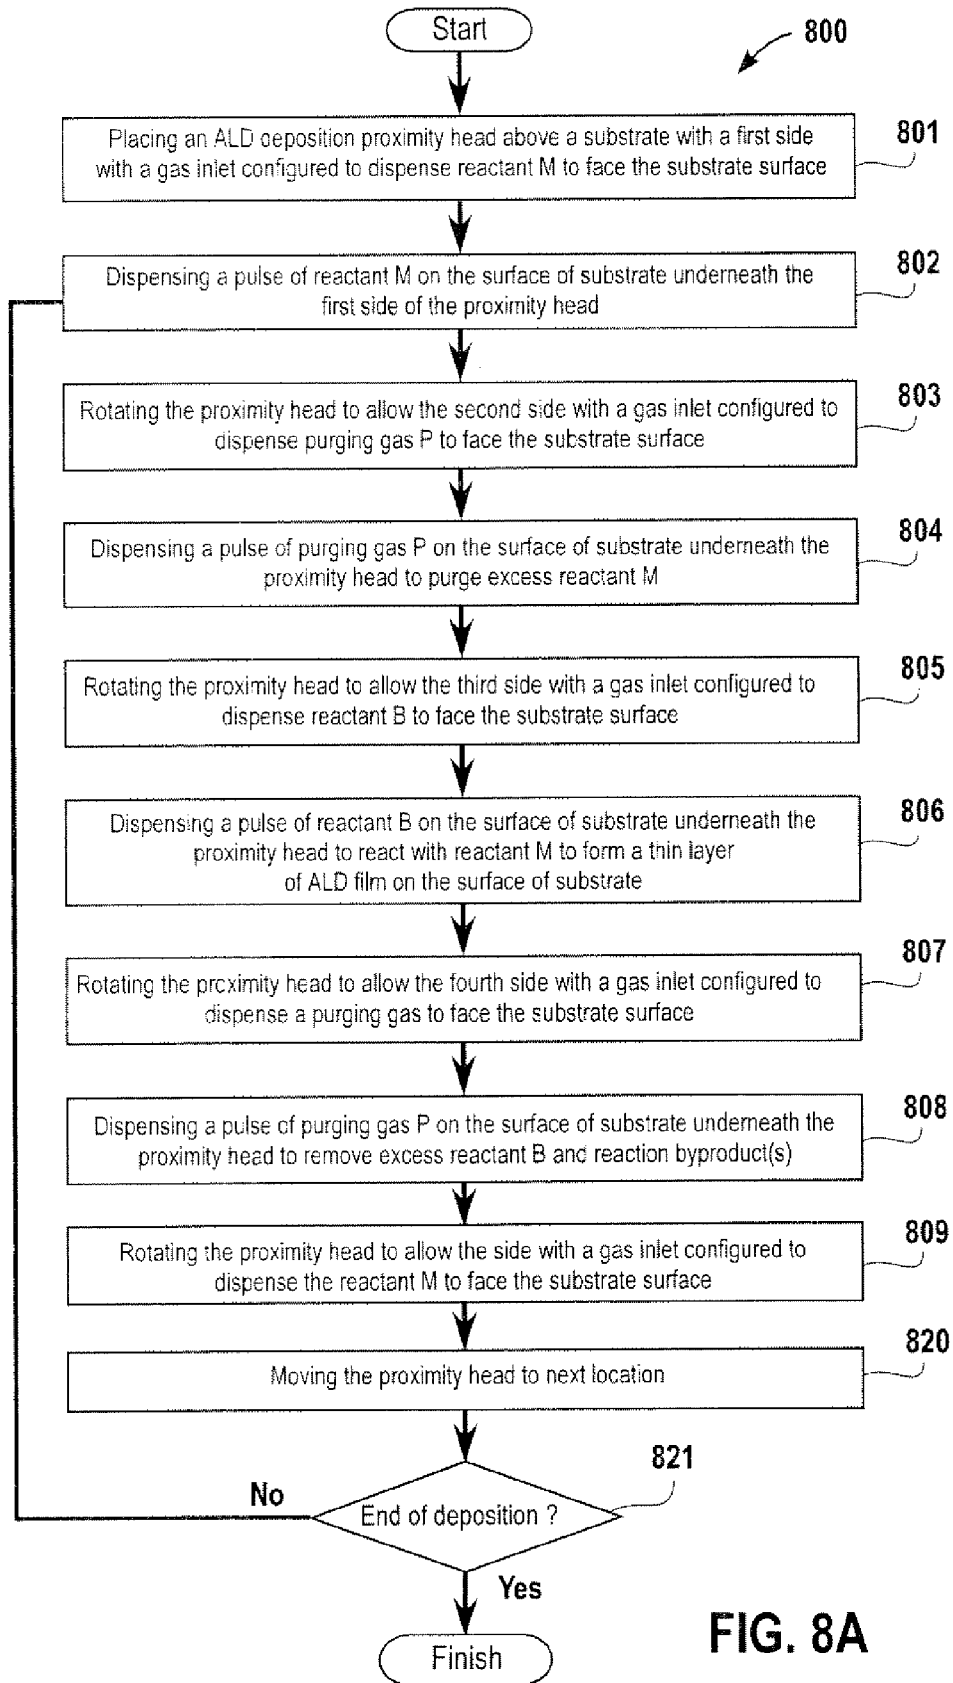 Start
800
Placing an ALD deposition proximity head above a substrate with a first side
with a gas inlet configured to dispense reactant M to face the substrate surface
801
Dispensing a pulse of reactant M on the surface of substrate underneath the
first side of the proximity head
802
Rotating the proximity head to allow the second side with a gas inlet configured to
dispense purging gas P to face the substrate surface
803
Dispensing a pulse of purging gas P on the surface of substrate underneath the
proximity head to purge excess reactant M
804
Rotating the proximity head to allow the third side with a gas inlet configured to
dispense reactant B to face the substrate surface
805
Dispensing a pulse of reactant B on the surface of substrate underneath the
proximity head to react with reactant M to form a thin layer
of ALD film on the surface of substrate
806
Rotating the proximity head to allow the fourth side with a gas inlet configured to
dispense a purging gas to face the substrate surface
807
Dispensing a pulse of purging gas P on the surface of substrate underneath the
proximity head to remove excess reactant B and reaction byproduct(s)
808
Rotating the proximity head to allow the side with a gas inlet configured to
dispense the reactant M to face the substrate surface
809
Moving the proximity head to next location
820
End of deposition ?
821
No
Yes
Finish
FIG. 8A